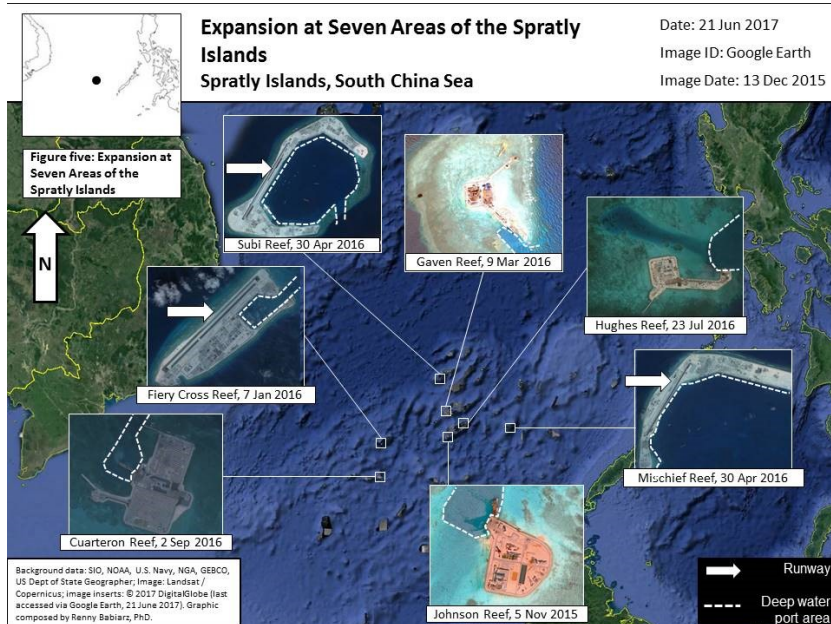 Expansion at Seven Areas of the Spratly
Islands
Spratly Islands, South China Sea
Date: 21 Jun 2017
Image ID: Google Earth
Image Date: 13 Dec 2015
Figure five: Expansion at
Seven Areas of the
Spratly Islands
N
Subi Reef, 30 Apr 2016
Gaven Reef, 9 Mar 2016
Hughes Reef, 23 Jul 2016
Fiery Cross Reef, 7 Jan 2016
Mischief Reef, 30 Apr 2016
Cuarteron Reef, 2 Sep 2016
Johnson Reef, 5 Nov 2015
Background data: SIO, NOAA, U.S. Navy, NGA, GEBCO,
US Dept of State Geographer; Image: Landsat /
Copernicus; image inserts: © 2017 DigitalGlobe (last
accessed via Google Earth, 21 June 2017). Graphic
composed by Renny Babiarz, PhD.
Runway
Deep water
port area